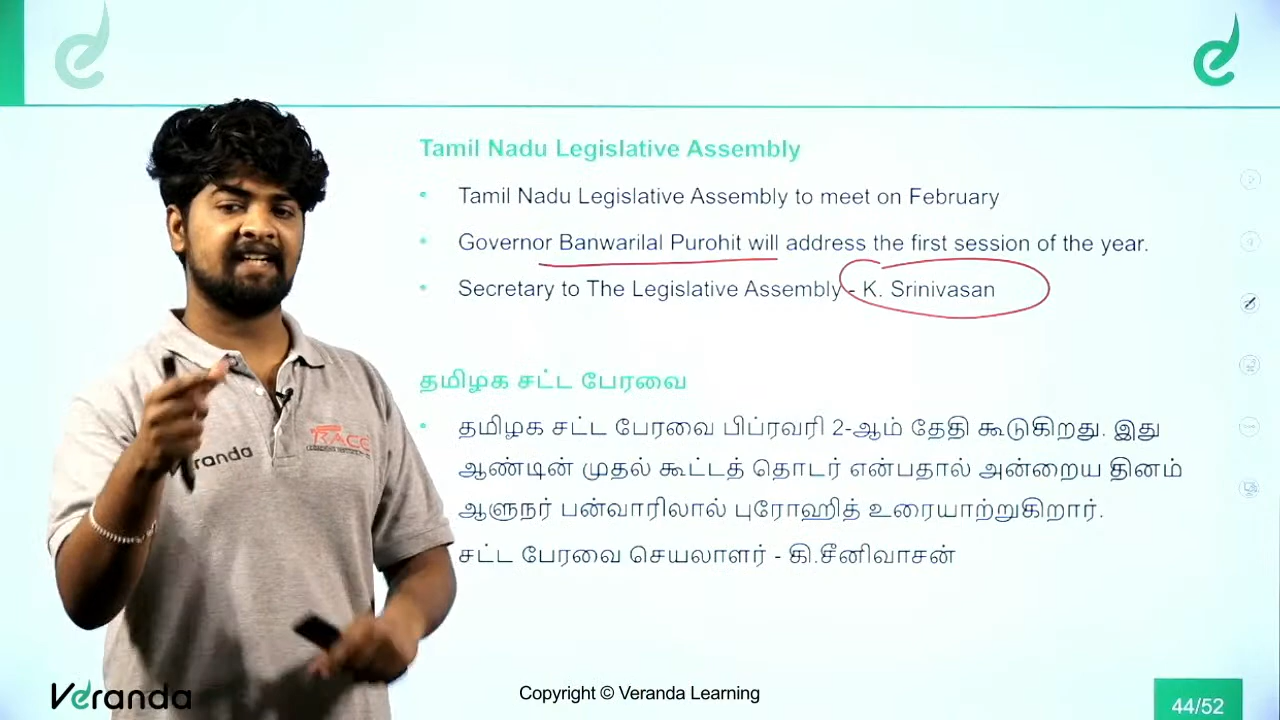 Tamil Nadu Legislative Assembly
• Tamil Nadu Legislative Assembly to meet on February
• Governor Banwarilal Purohit will address the first session of the year.
• Secretary to The Legislative Assembly - K. Srinivasan
தமிழக சட்ட பேரவை
• தமிழக சட்ட பேரவை பிப்ரவரி 2-ஆம் தேதி கூடுகிறது. இது
ஆண்டின் முதல் கூட்டத் தொடர் என்பதால் அன்றைய தினம்
ஆளுநர் பன்வாரிலால் புரோஹித் உரையாற்றுகிறார்.
சட்ட பேரவை செயலாளர் - கி.சீனிவாசன்
Veranda
RACE
Veranda
Copyright © Veranda Learning
44/52